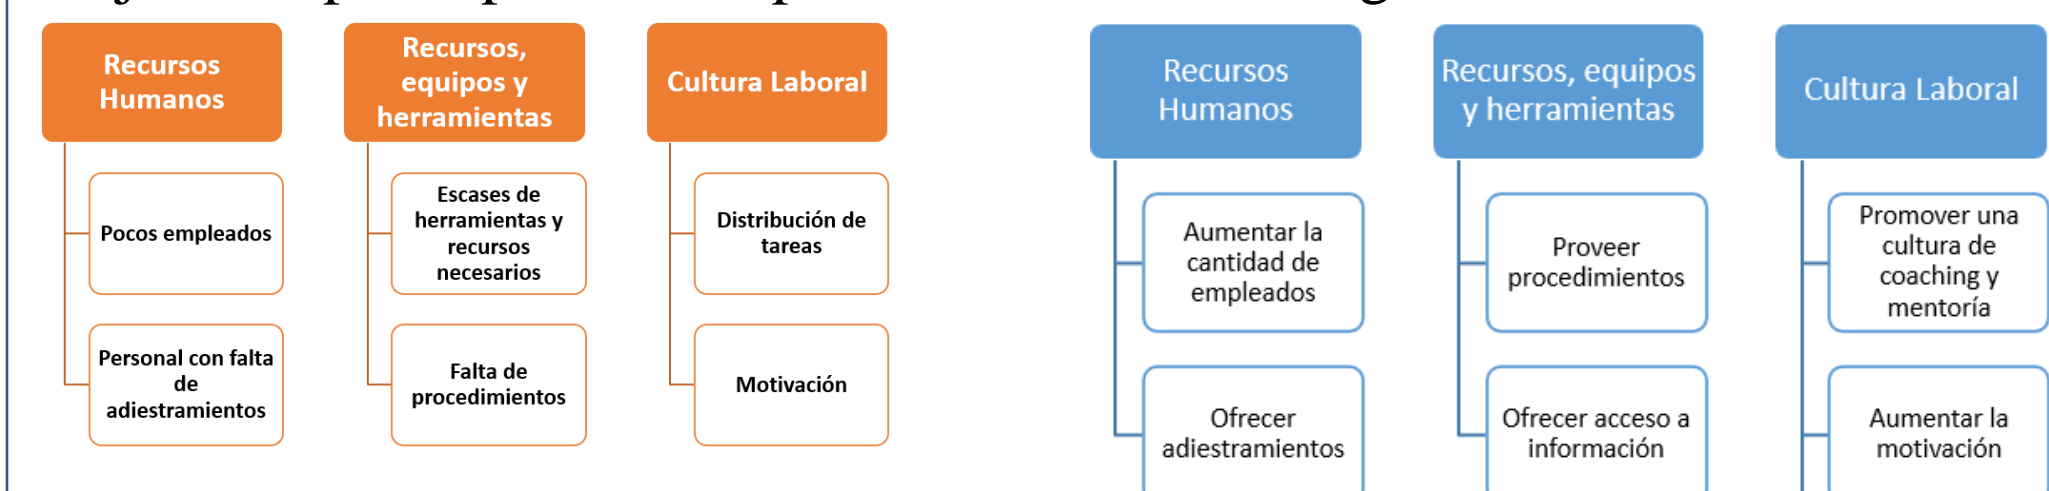 Recursos
Humanos
Pocos empleados
Personal con falta
de
adiestramientos
Recursos,
equipos y
herramientas
Escases de
herramientas y
recursos
necesarios
Falta de
procedimientos
Cultura Laboral
Distribución de
tareas
Motivación
Recursos
Humanos
Aumentar la
cantidad de
empleados
Ofrecer
adiestramientos
Recursos, equipos
y herramientas
Proveer
procedimientos
Ofrecer acceso a
información
Cultura Laboral
Promover una
cultura de
coaching y
mentoría
Aumentar la
motivación